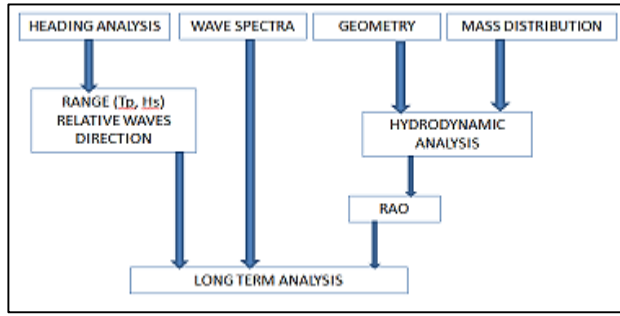 HEADING ANALYSIS
WAVE SPECTRA
GEOMETRY
MASS DISTRIBUTION
RANGE (Tp, Hs)
RELATIVE WAVES
DIRECTION
HYDRODYNAMIC
ANALYSIS
RAO
LONG TERM ANALYSIS